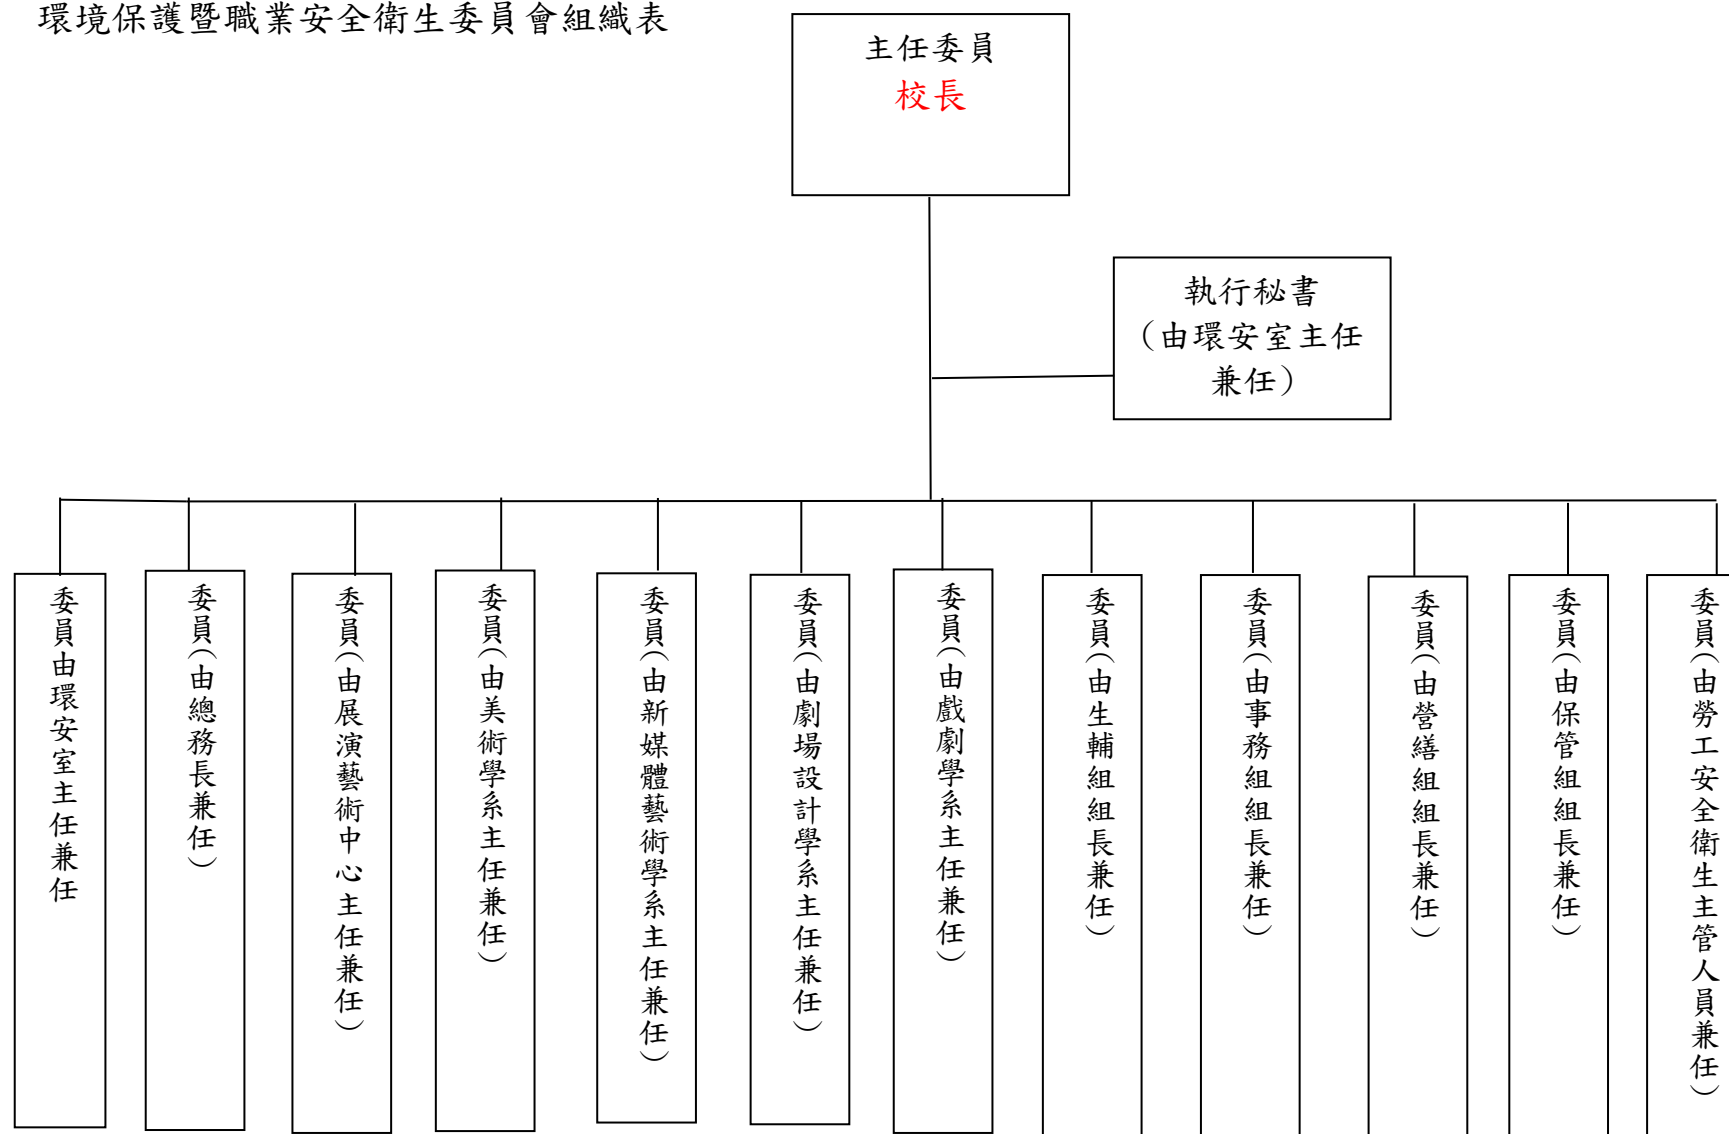 環境保護暨職業安全衛生委員會組織表
主任委員
校長
執行秘書
（由環安室主任
兼任）
委員由環安室主任兼任
委員（由總務長兼任）
委員（由展演藝術中心主任兼任）
委員（由美術學系主任兼任）
委員（由新媒體藝術學系主任兼任）
委員（由劇場設計學系主任兼任）
委員（由戲劇學系主任兼任）
委員（由生輔組組長兼任）
委員（由事務組組長兼任）
委員（由營繕組組長兼任）
委員（由保管組組長兼任）
委員（由勞工安全衛生主管人員兼任）